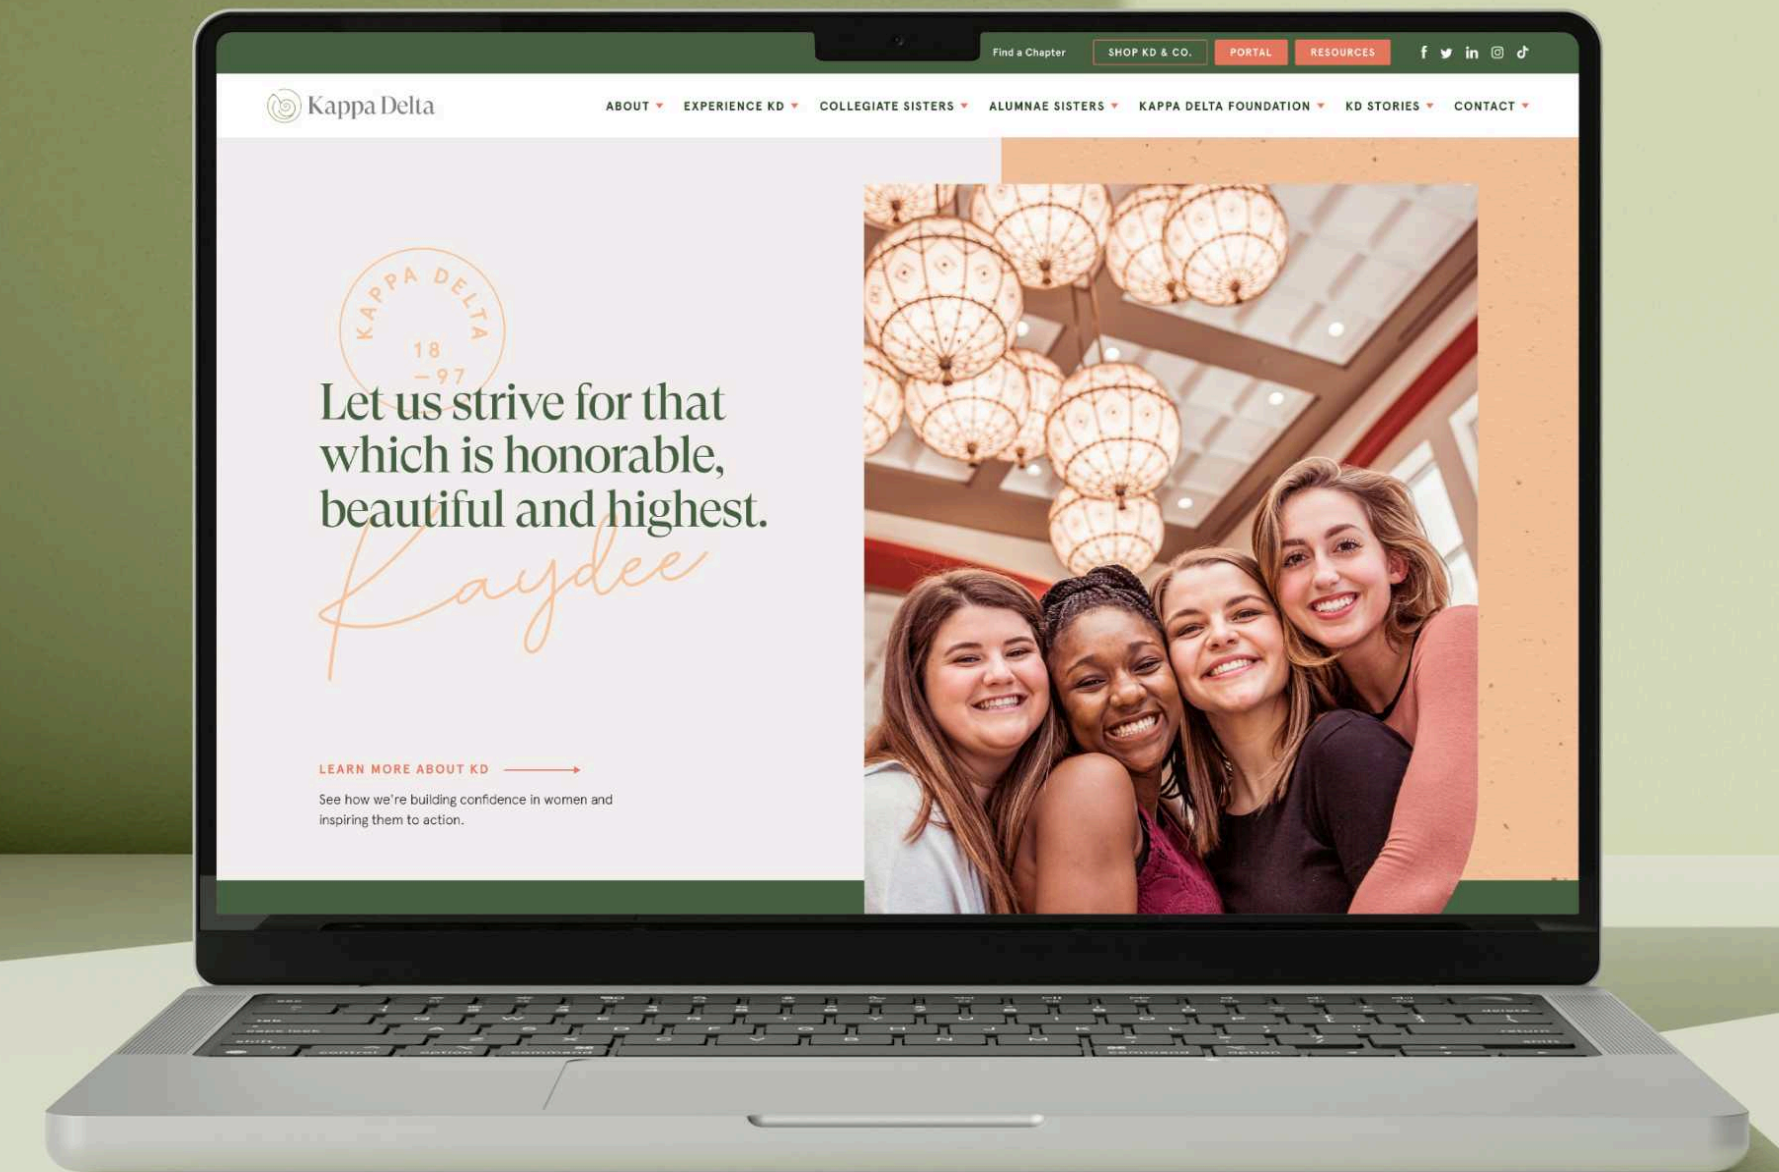 Find a Chapter
SHOP KD & CO.
PORTAL
RESOURCES
Kappa Delta
ABOUT
EXPERIENCE KD
COLLEGIATE SISTERS
ALUMNAE SISTERS
KAPPA DELTA FOUNDATION
KD STORIES
CONTACT
KAPPA DELTA
18
–97
Let us strive for that
which is honorable,
beautiful and highest.
Kaydee
LEARN MORE ABOUT KD
See how we're building confidence in women and
inspiring them to action.